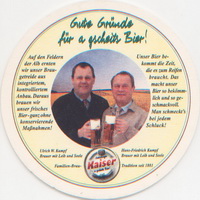 Gute Gründe
für a gscheits Bier!
Auf den Feldern
der Alb ernten
wir unser Brau-
getreide aus
integriertem,
kontrolliertem
Anbau. Daraus
brauen wir
unser frisches
Bier - ganz ohne
konservierende
Maßnahmen!
Unser Bier be-
kommt die Zeit,
die es zum Reifen
braucht. Das
macht unser
Bier so bekömm-
lich und so ge-
schmackvoll.
Man schmeckt's
bei jedem
Schluck!
Ulrich W. Kumpf
Brauer mit Leib und Seele
Hans-Friedrich Kumpf
Brauer mit Leib und Seele
Kaiser
Familien-Brau-
Tradition seit 1881